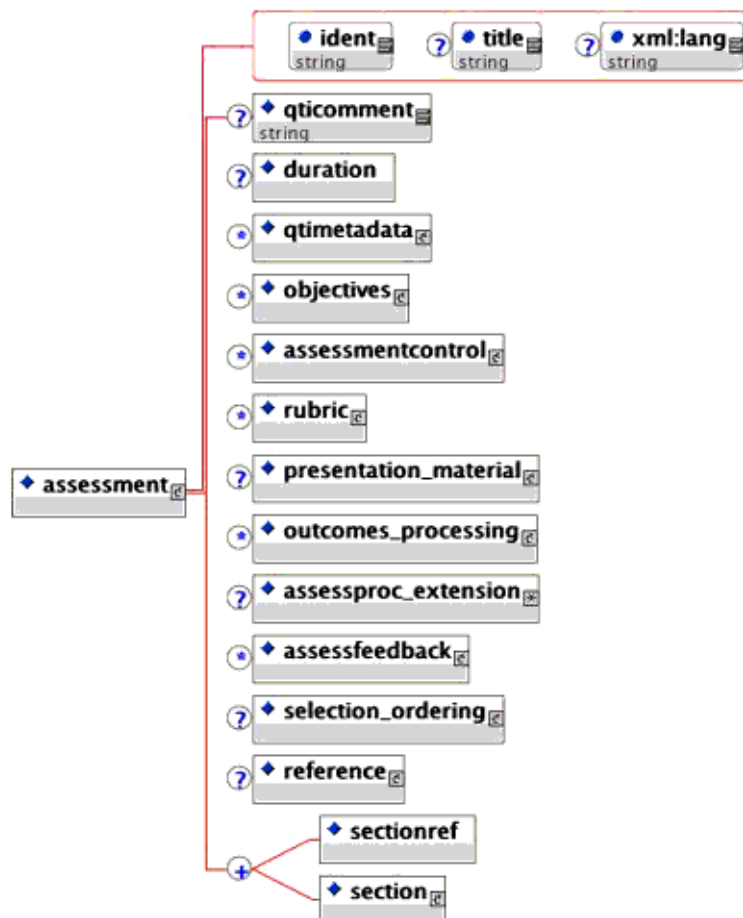 ident title xml:lang
string string string
? ?
? qticomment
string
? duration
* qtimetadata
* objectives
* assessmentcontrol
* rubric
assessment
? presentation_material
* outcomes_processing
? assessproc_extension
* assessfeedback
? selection_ordering
? reference
sectionref
+
section